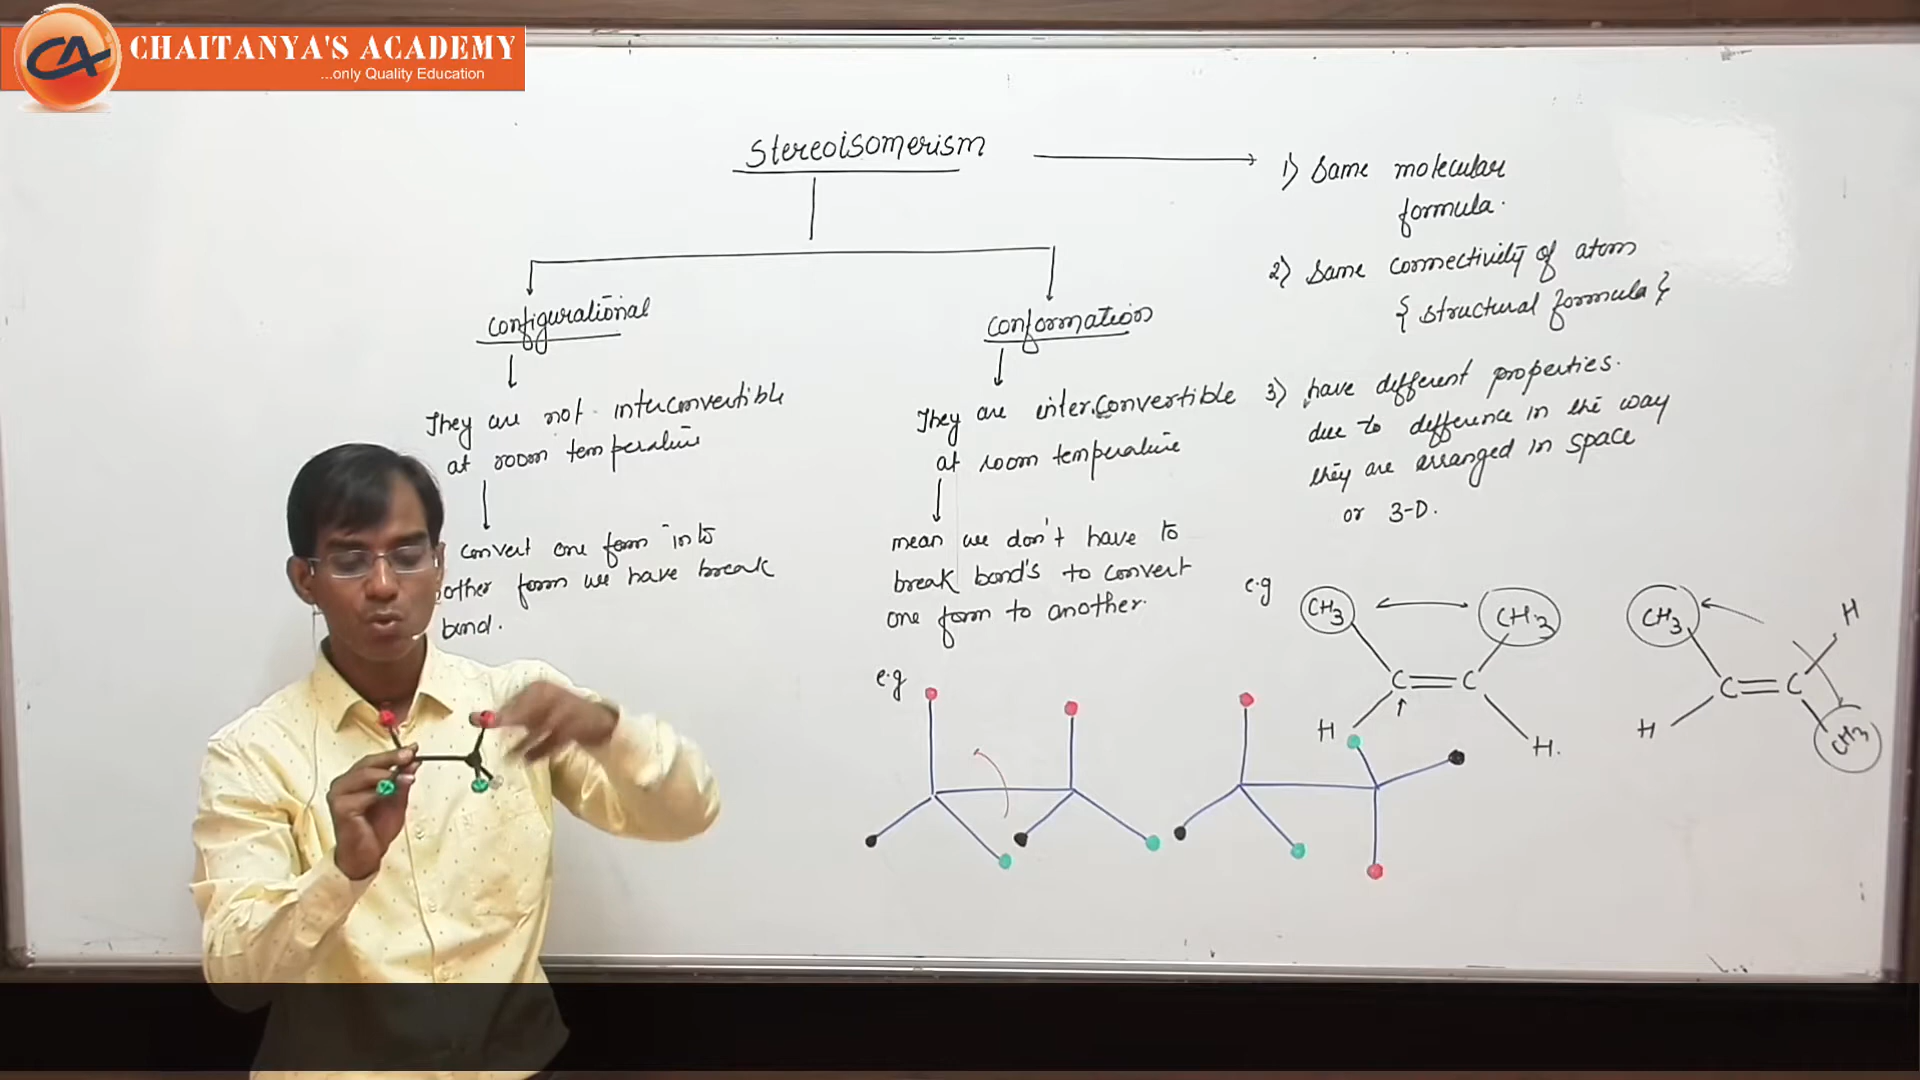 CHAITANYA'S ACADEMY
...only Quality Education
CA
Stereoisomerism
1) Same molecular
formula.
2) Same connectivity of atom
{ structural formula }
3) have different properties.
due to difference in the way
they are arranged in space
or 3-D.
configurational
They are not interconvertible
at room temperature
convert one form into
other form we have break
bond.
conformation
They are interconvertible
at room temperature
mean we don't have to
break bond's to convert
one form to another.
e.g
e.g
CH3 CH3
C=C
H H.
CH3 H
C=C
H CH3